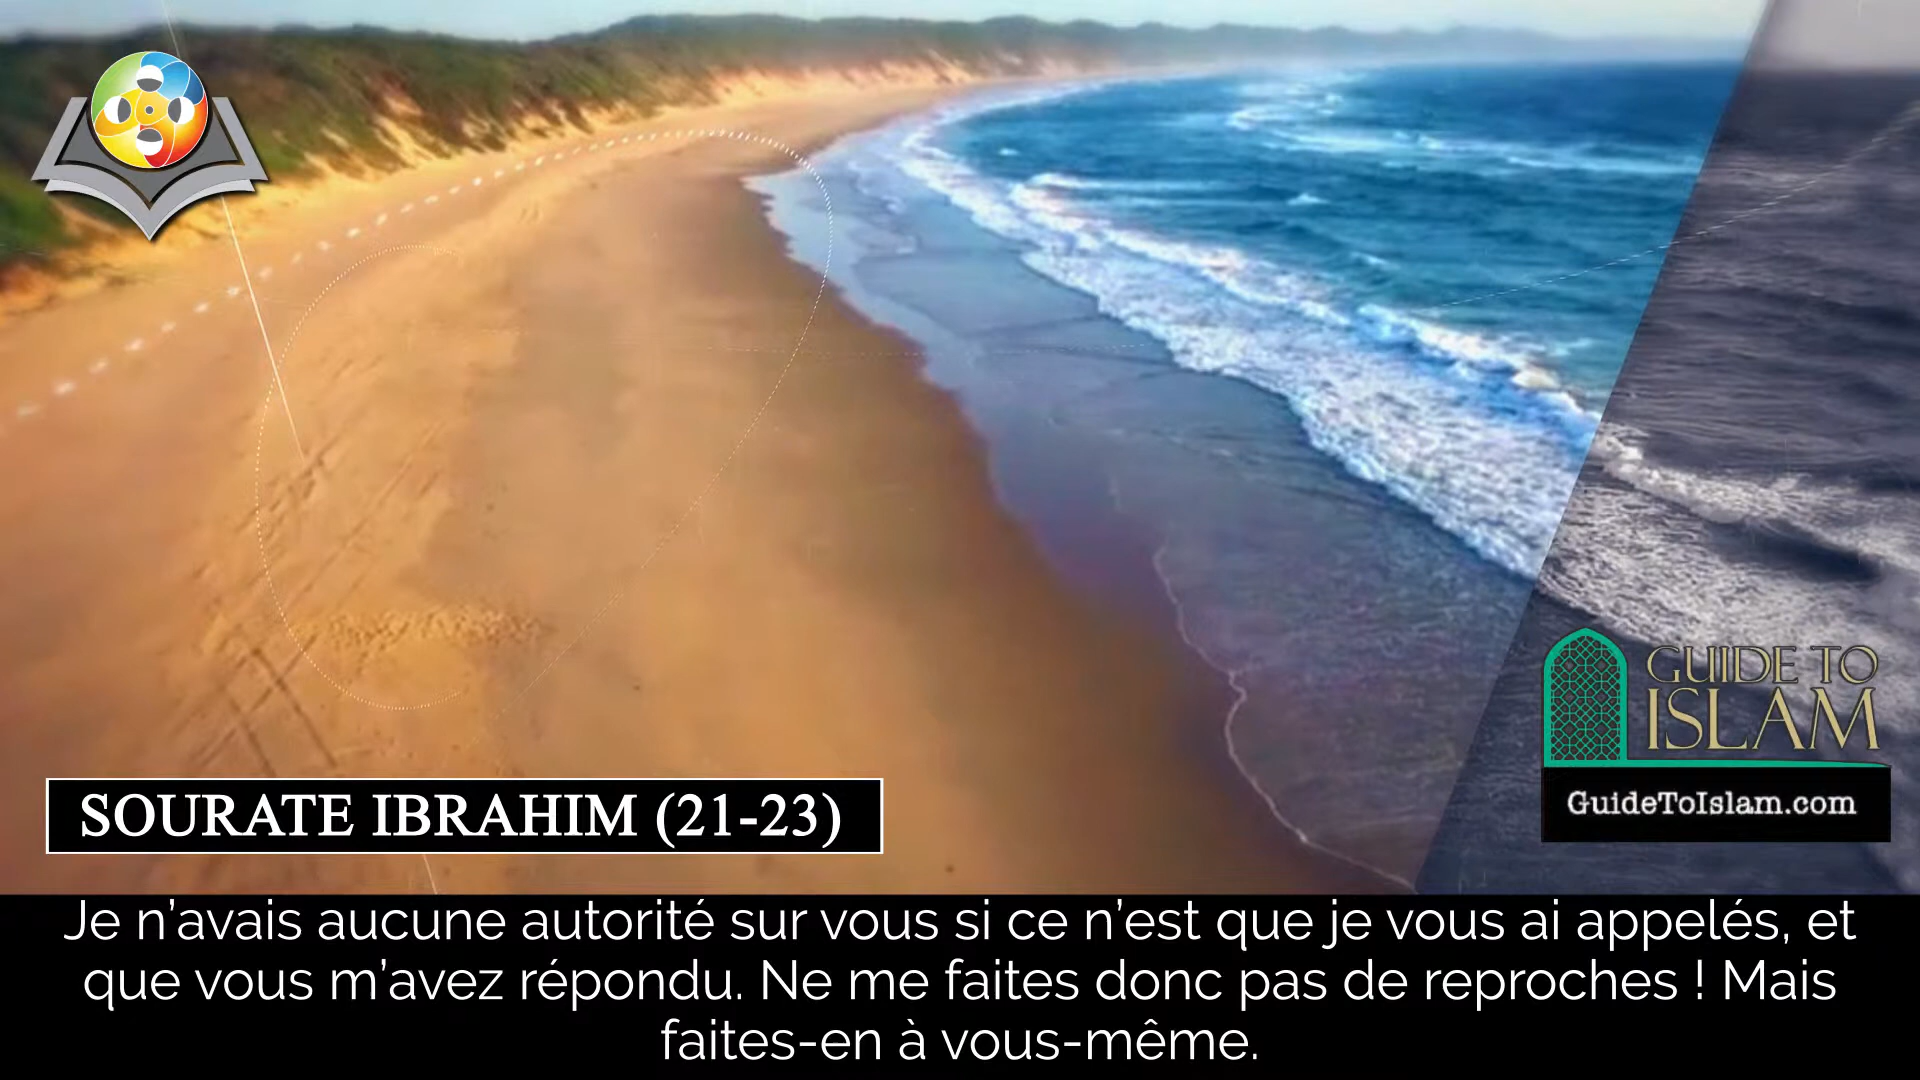 GUIDE TO
ISLAM
GuideToIslam.com
SOURATE IBRAHIM (21-23)
Je n’avais aucune autorité sur vous si ce n’est que je vous ai appelés, et
que vous m’avez répondu. Ne me faites donc pas de reproches ! Mais
faites-en à vous-même.